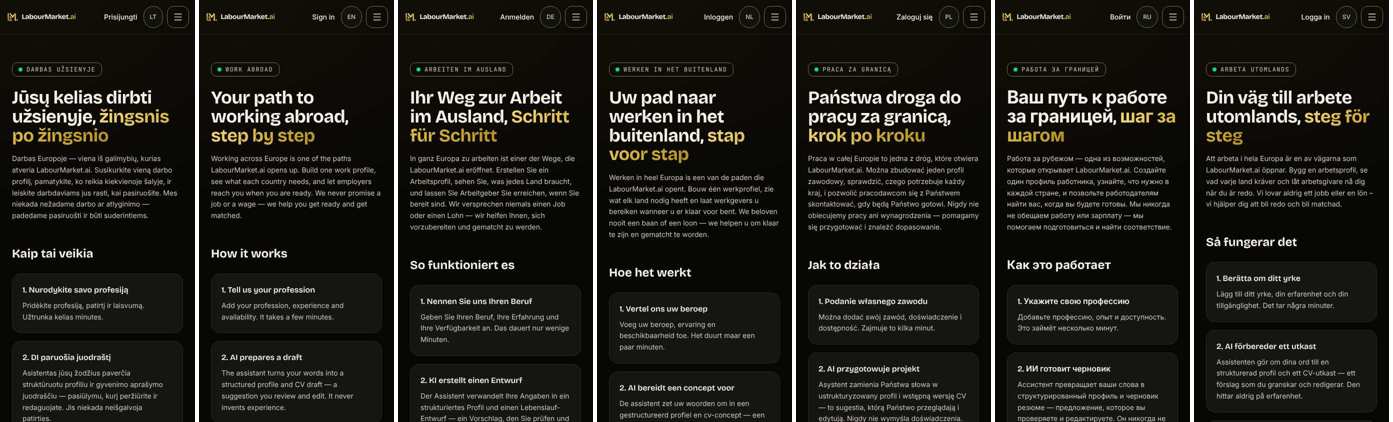 LabourMarket.ai
Prisijungti
LT
DARBAS UŽSIENYJE
Jūsų kelias dirbti
užsienyje, žingsnis
po žingsnio
Darbas Europoje — viena iš galimybių, kurias
atveria LabourMarket.ai. Susikurkite vieną darbo
profilį, pamatykite, ko reikia kiekvienoje šalyje, ir
leiskite darbdaviams jus rasti, kai pasiruošite. Mes
niekada nežadame darbo ar atlyginimo —
padedame pasiruošti ir būti suderintiems.
Kaip tai veikia
1. Nurodykite savo profesiją
Pridėkite profesiją, patirtį ir laisvumą.
Užtrunka kelias minutes.
2. DI paruošia juodraštį
Asistentas jūsų žodžius paverčia
struktūruotu profiliu ir gyvenimo aprašymo
juodraščiu — pasiūlymu, kurį peržiūrite ir
redaguojate. Jis niekada neišgalvoja
patirties.
LabourMarket.ai
Sign in
EN
WORK ABROAD
Your path to
working abroad,
step by step
Working across Europe is one of the paths
LabourMarket.ai opens up. Build one work profile,
see what each country needs, and let employers
reach you when you are ready. We never promise a
job or a wage — we help you get ready and get
matched.
How it works
1. Tell us your profession
Add your profession, experience and
availability. It takes a few minutes.
2. AI prepares a draft
The assistant turns your words into a
structured profile and CV draft — a
suggestion you review and edit. It never
invents experience.
LabourMarket.ai
Anmelden
DE
ARBEITEN IM AUSLAND
Ihr Weg zur Arbeit
im Ausland, Schritt
für Schritt
In ganz Europa zu arbeiten ist einer der Wege, die
LabourMarket.ai eröffnet. Erstellen Sie ein
Arbeitsprofil, sehen Sie, was jedes Land braucht,
und lassen Sie Arbeitgeber Sie erreichen, wenn Sie
bereit sind. Wir versprechen niemals einen Job
oder einen Lohn — wir helfen Ihnen, sich
vorzubereiten und gematcht zu werden.
So funktioniert es
1. Nennen Sie uns Ihren Beruf
Geben Sie Ihren Beruf, Ihre Erfahrung und
Ihre Verfügbarkeit an. Das dauert nur wenige
Minuten.
2. KI erstellt einen Entwurf
Der Assistent verwandelt Ihre Angaben in ein
strukturiertes Profil und einen Lebenslauf-
Entwurf — ein Vorschlag, den Sie prüfen und
LabourMarket.ai
Inloggen
NL
WERKEN IN HET BUITENLAND
Uw pad naar
werken in het
buitenland, stap
voor stap
Werken in heel Europa is een van de paden die
LabourMarket.ai opent. Bouw één werkprofiel, zie
wat elk land nodig heeft en laat werkgevers u
bereiken wanneer u er klaar voor bent. We beloven
nooit een baan of een loon — we helpen u om klaar
te zijn en gematcht te worden.
Hoe het werkt
1. Vertel ons uw beroep
Voeg uw beroep, ervaring en
beschikbaarheid toe. Het duurt maar een
paar minuten.
2. AI bereidt een concept voor
De assistent zet uw woorden om in een
gestructureerd profiel en cv-concept — een
LabourMarket.ai
Zaloguj się
PL
PRACA ZA GRANICĄ
Państwa droga do
pracy za granicą,
krok po kroku
Praca w całej Europie to jedna z dróg, które otwiera
LabourMarket.ai. Można zbudować jeden profil
zawodowy, sprawdzić, czego potrzebuje każdy
kraj, i pozwolić pracodawcom się z Państwem
skontaktować, gdy będą Państwo gotowi. Nigdy nie
obiecujemy pracy ani wynagrodzenia — pomagamy
się przygotować i znaleźć dopasowanie.
Jak to działa
1. Podanie własnego zawodu
Można dodać swój zawód, doświadczenie i
dostępność. Zajmuje to kilka minut.
2. AI przygotowuje projekt
Asystent zamienia Państwa słowa w
ustrukturyzowany profil i wstępną wersję CV
— to sugestia, którą Państwo przeglądają i
edytują. Nigdy nie wymyśla doświadczenia.
LabourMarket.ai
Войти
RU
РАБОТА ЗА ГРАНИЦЕЙ
Ваш путь к работе
за границей, шаг за
шагом
Работа за рубежом — одна из возможностей,
которые открывает LabourMarket.ai. Создайте
один профиль работника, узнайте, что нужно в
каждой стране, и позвольте работодателям
найти вас, когда вы будете готовы. Мы никогда
не обещаем работу или зарплату — мы
помогаем подготовиться и найти соответствие.
Как это работает
1. Укажите свою профессию
Добавьте профессию, опыт и доступность.
Это займёт несколько минут.
2. ИИ готовит черновик
Ассистент превращает ваши слова в
структурированный профиль и черновик
резюме — предложение, которое вы
проверяете и редактируете. Он никогда не
LabourMarket.ai
Logga in
SV
ARBETA UTOMLANDS
Din väg till arbete
utomlands, steg för
steg
Att arbeta i hela Europa är en av vägarna som
LabourMarket.ai öppnar. Bygg en arbetsprofil, se
vad varje land kräver och låt arbetsgivare nå dig
när du är redo. Vi lovar aldrig ett jobb eller en lön –
vi hjälper dig att bli redo och bli matchad.
Så fungerar det
1. Berätta om ditt yrke
Lägg till ditt yrke, din erfarenhet och din
tillgänglighet. Det tar några minuter.
2. AI förbereder ett utkast
Assistenten gör om dina ord till en
strukturerad profil och ett CV-utkast — ett
förslag som du granskar och redigerar. Den
hittar aldrig på erfarenhet.